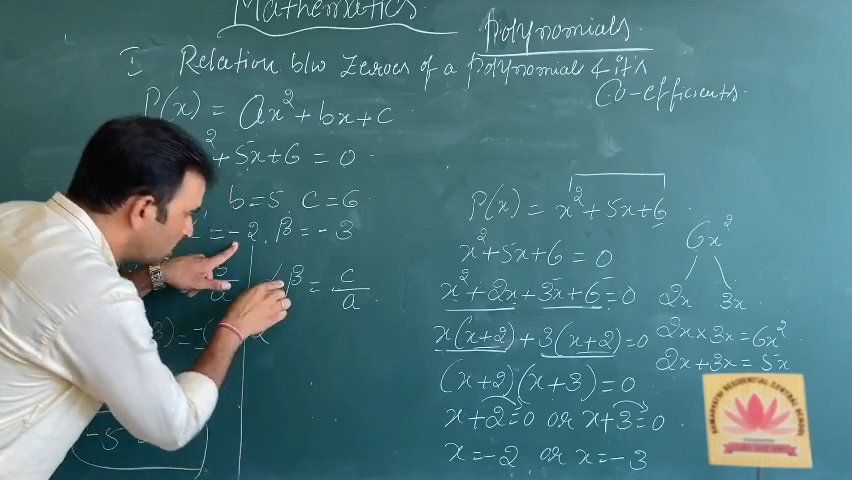 Mathematics
Polynomials
I Relation b/w Zeroes of a polynomials & it's
Co-efficients.
P(x) = ax² + bx + c
² + 5x + 6 = 0
b = 5 c = 6
= -2, β = -3
β = c/a
-5
P(x) = x² + 5x + 6
x² + 5x + 6 = 0
x² + 2x + 3x + 6 = 0
x(x+2) + 3(x+2) = 0
(x+2)(x+3) = 0
x+2=0 or x+3=0
x = -2 or x = -3
6x²
2x 3x
2x × 3x = 6x²
2x + 3x = 5x